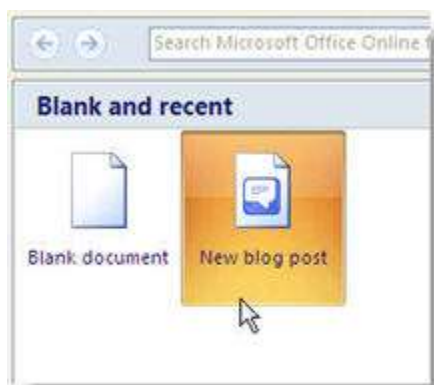 Search Microsoft Office Online f
Blank and recent
Blank document
New blog post